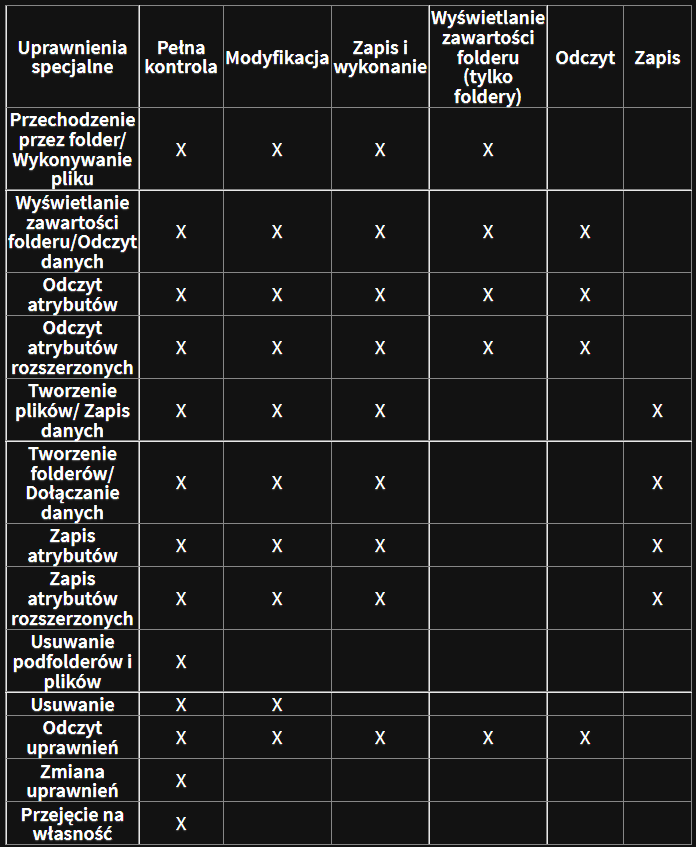 Uprawnienia
specjalne
Pełna
kontrola
Modyfikacja
Zapis i
wykonanie
Wyświetlanie
zawartości
folderu
(tylko
foldery)
Odczyt
Zapis
Przechodzenie
przez folder/
Wykonywanie
pliku
X X X X
Wyświetlanie
zawartości
folderu/Odczyt
danych
X X X X X
Odczyt
atrybutów
X X X X X
Odczyt
atrybutów
rozszerzonych
X X X X X
Tworzenie
plików/ Zapis
danych
X X X X
Tworzenie
folderów/
Dołączanie
danych
X X X X
Zapis
atrybutów
X X X X
Zapis
atrybutów
rozszerzonych
X X X X
Usuwanie
podfolderów i
plików
X
Usuwanie X X
Odczyt
uprawnień
X X X X X
Zmiana
uprawnień
X
Przejęcie na
własność
X